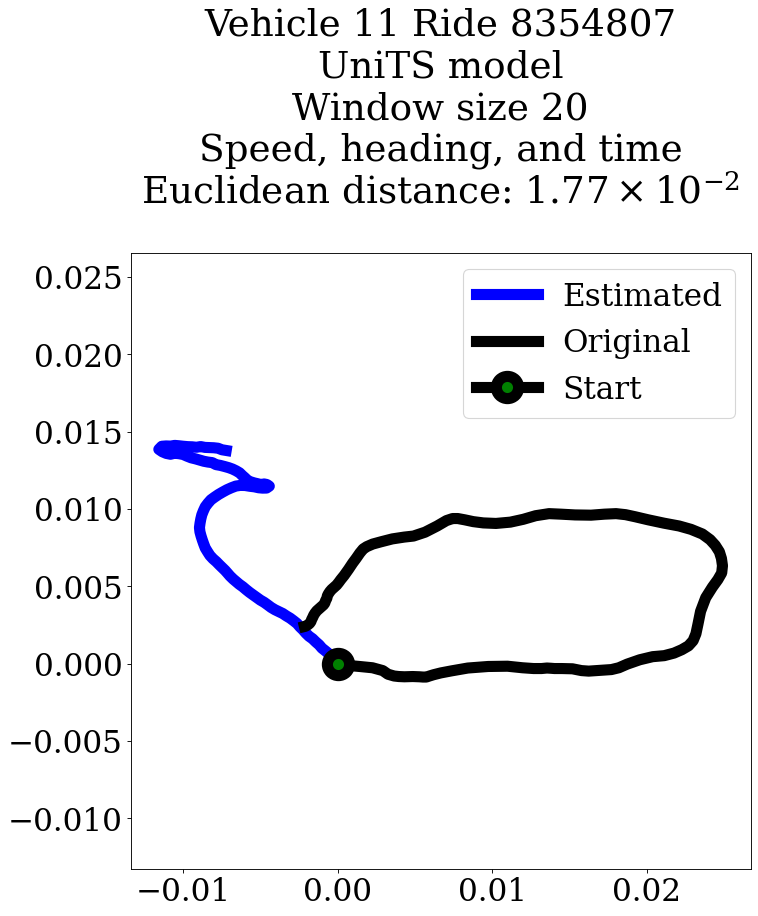 Vehicle 11 Ride 8354807
UniTS model
Window size 20
Speed, heading, and time
Euclidean distance: 1.77 × 10⁻²
Estimated
Original
Start
0.025
0.020
0.015
0.010
0.005
0.000
−0.005
−0.010
−0.01 0.00 0.01 0.02